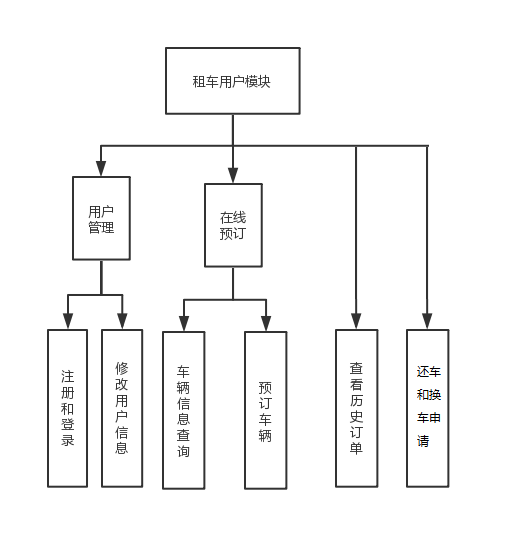 租车用户模块
用户
管理
在线
预订
注册和登录
修改用户信息
车辆信息查询
预订车辆
查看历史订单
还车
和换
车申
请